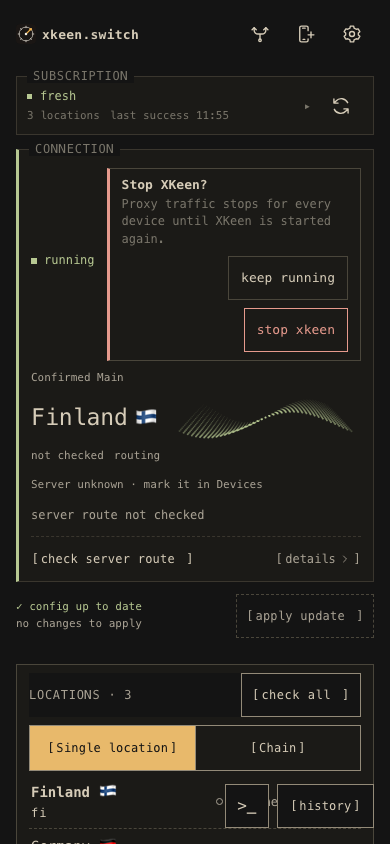 xkeen.switch
SUBSCRIPTION
fresh
3 locations last success 11:55
CONNECTION
running
Stop XKeen?
Proxy traffic stops for every
device until XKeen is started
again.
keep running
stop xkeen
Confirmed Main
Finland
not checked routing
Server unknown · mark it in Devices
server route not checked
[check server route ]
[details > ]
✓ config up to date
no changes to apply
[apply update ]
LOCATIONS · 3
[check all ]
[Single location]
[Chain]
Finland
fi
>_
[history]